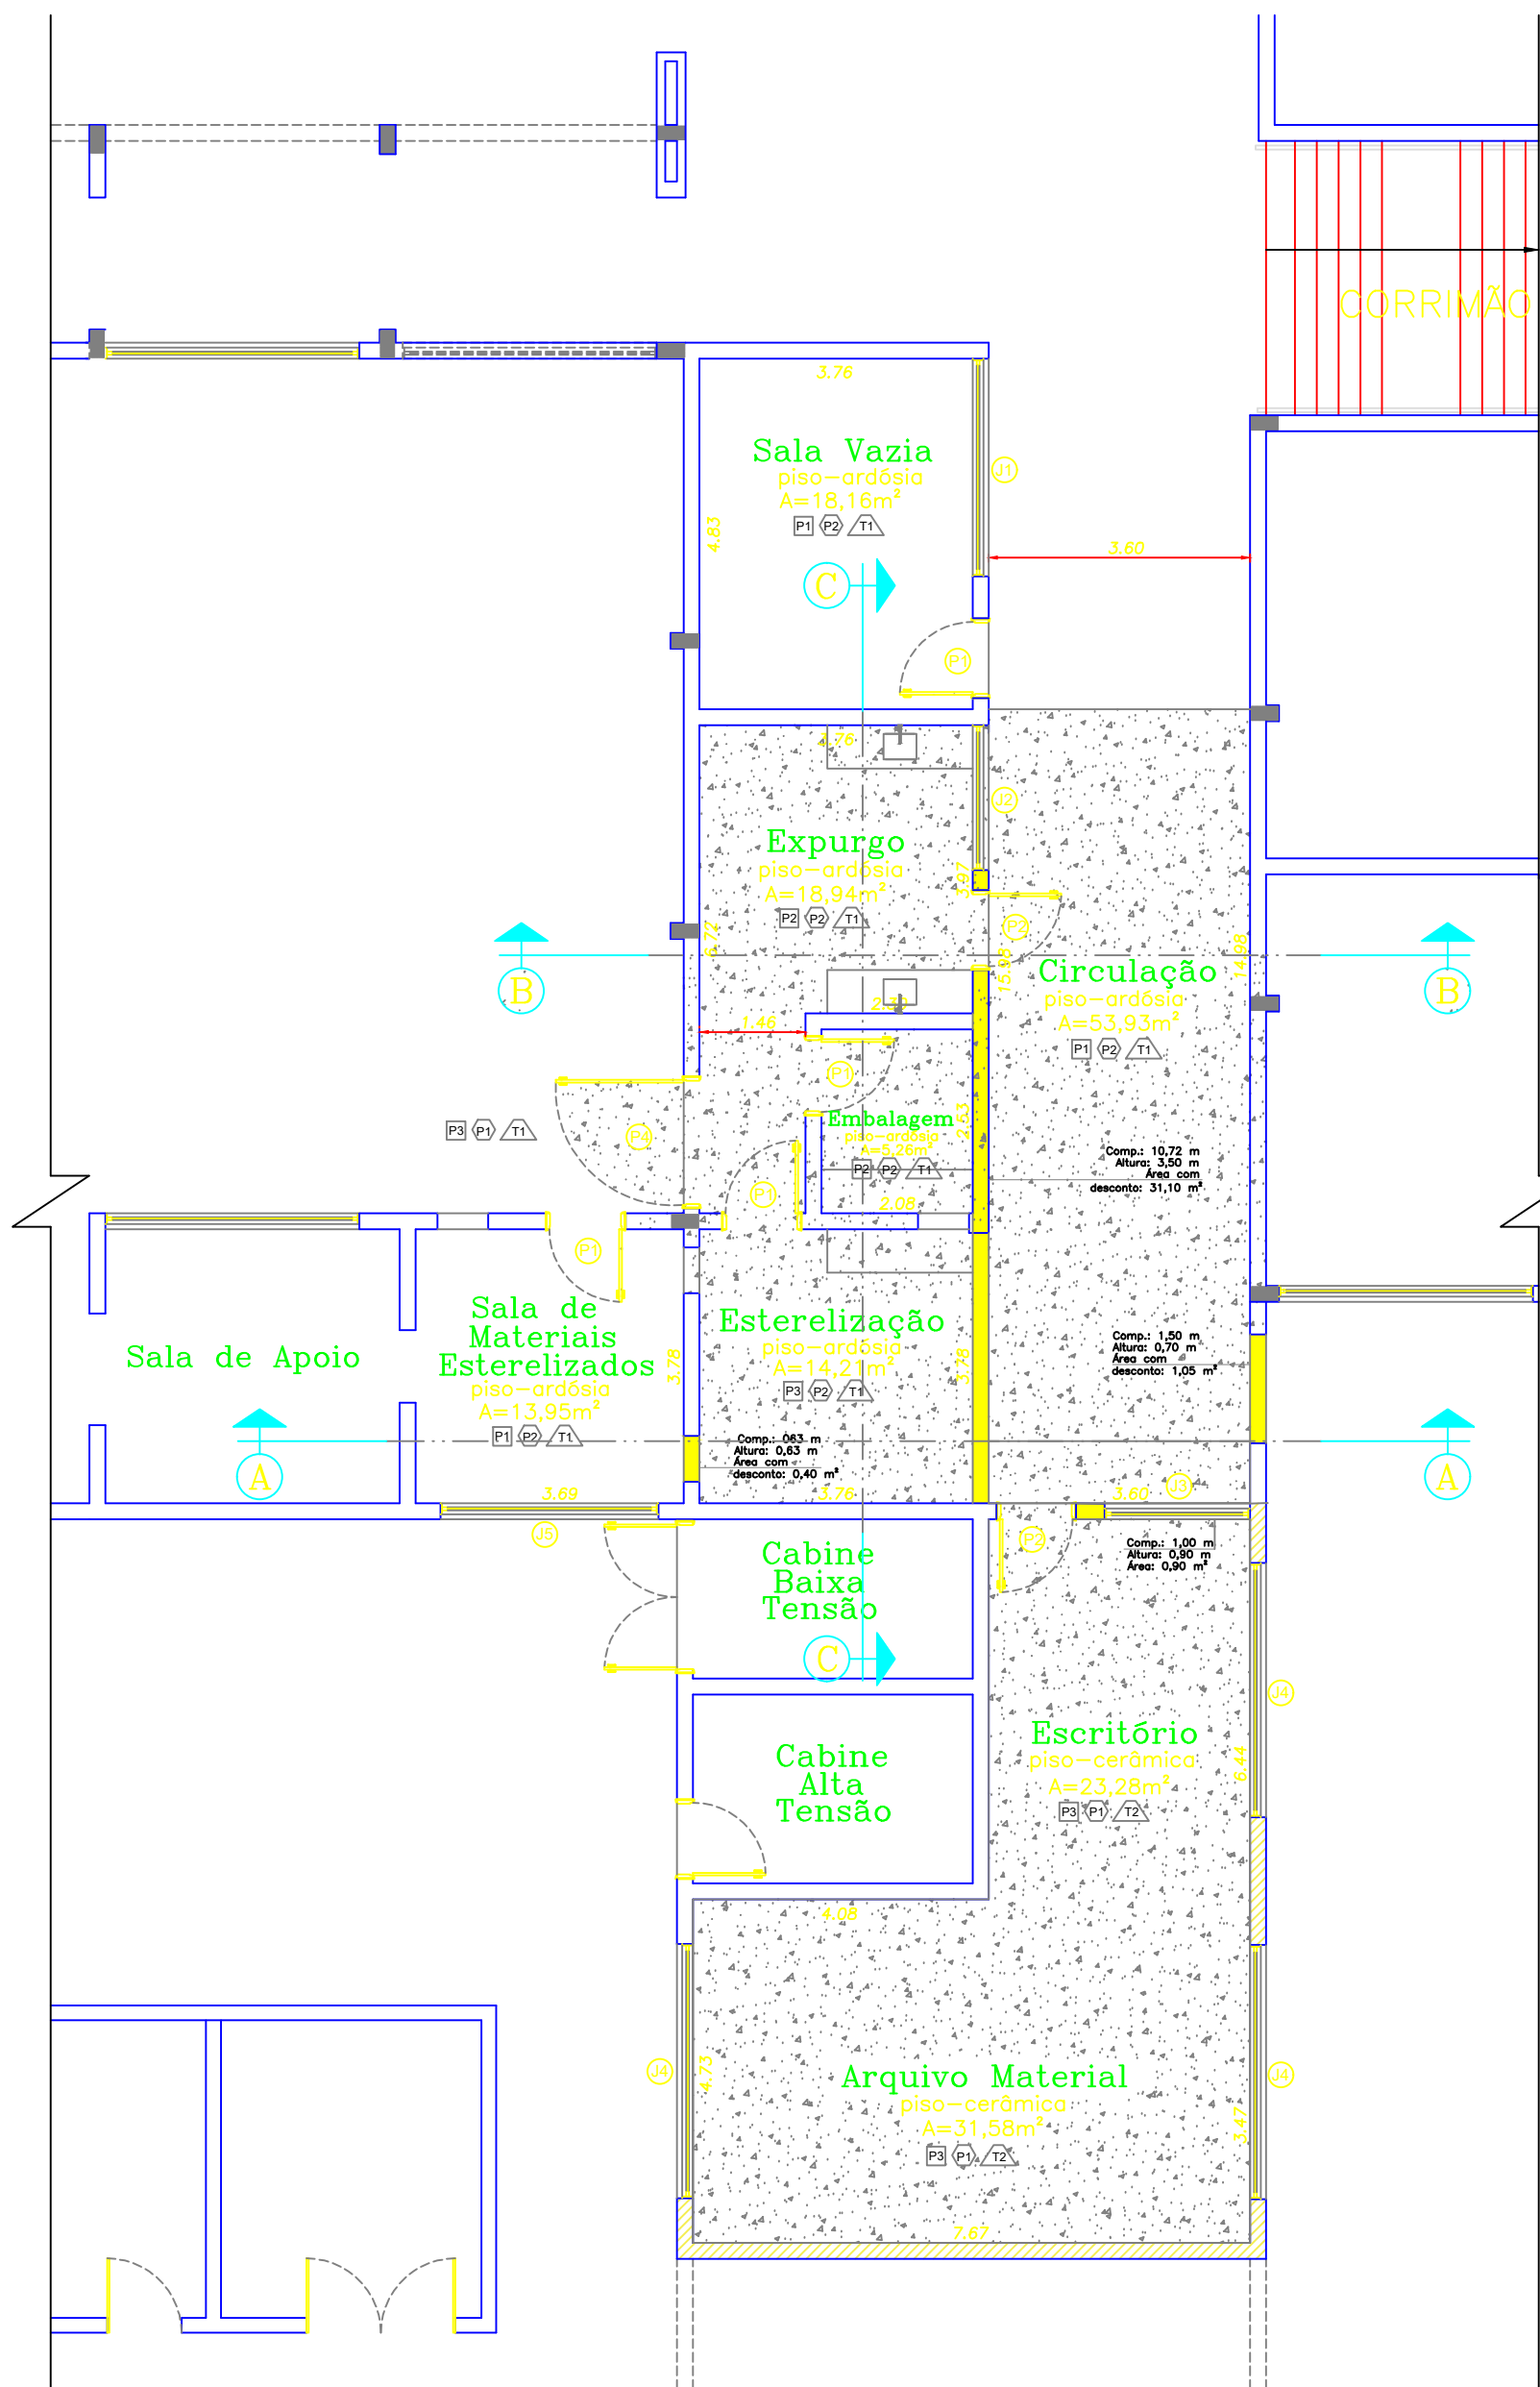 CORRIMÃO
3.76
Sala Vazia
piso-ardósia
A=18,16m²
P1 P2 T1
4.83
J1
3.60
C
P1
3.76
J2
Expurgo
piso-ardósia
A=18,94m²
P2 P2 T1
3.97
P2
6.72
15.98
14.98
Circulação
piso-ardósia
A=53,93m²
P1 P2 T1
B
B
1.46
P1
P3 P1 T1
P4
Embalagem
piso-ardósia
A=5,26m²
P2 P2 T1
2.53
Comp.: 10,72 m
Altura: 3,50 m
Área com
desconto: 31,10 m²
P1
2.08
P1
Sala de Apoio
Sala de
Materiais
Esterelizados
piso-ardósia
A=13,95m²
P1 P2 T1
3.78
Esterelização
piso-ardósia
A=14,21m²
P3 P2 T1
3.78
Comp.: 1,50 m
Altura: 0,70 m
Área com
desconto: 1,05 m²
Comp.: 063 m
Altura: 0,63 m
Área com
desconto: 0,40 m²
A
A
3.69
3.76
3.60
J3
J5
P2
Comp.: 1,00 m
Altura: 0,90 m
Área: 0,90 m²
Cabine
Baixa
Tensão
C
J4
Cabine
Alta
Tensão
Escritório
piso-cerâmica
A=23,28m²
P3 P1 T2
6.44
4.08
J4
4.73
Arquivo Material
piso-cerâmica
A=31,58m²
P3 P1 T2
J4
3.47
7.67